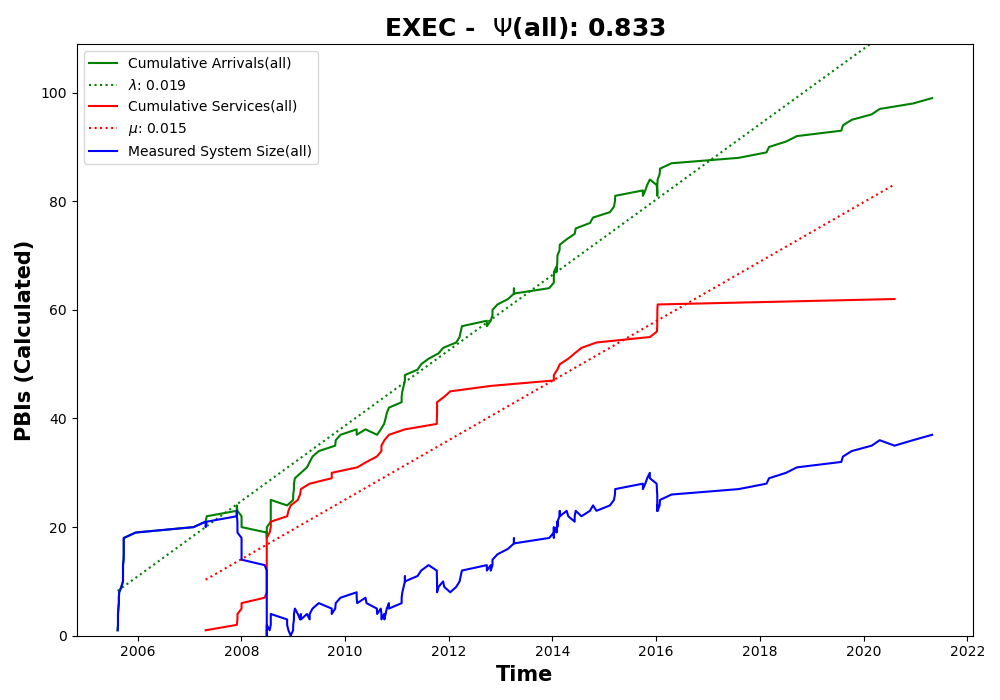 EXEC - Ψ(all): 0.833
Cumulative Arrivals(all)
λ: 0.019
Cumulative Services(all)
μ: 0.015
Measured System Size(all)
PBIs (Calculated)
100
80
60
40
20
0
2006 2008 2010 2012 2014 2016 2018 2020 2022
Time